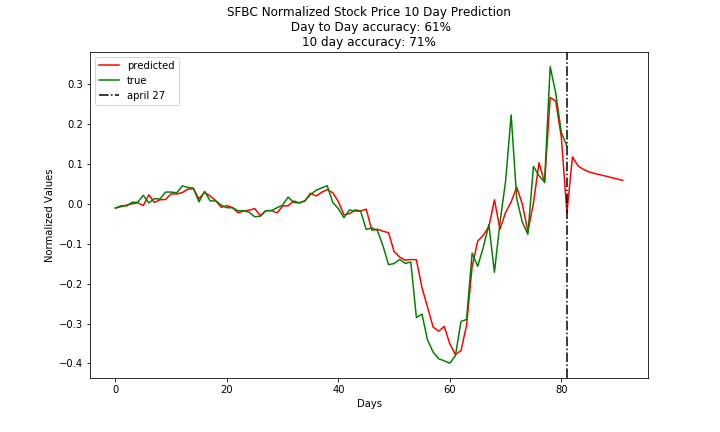 SFBC Normalized Stock Price 10 Day Prediction
Day to Day accuracy: 61%
10 day accuracy: 71%
predicted
true
april 27
Normalized Values
0.3
0.2
0.1
0.0
−0.1
−0.2
−0.3
−0.4
0 20 40 60 80
Days